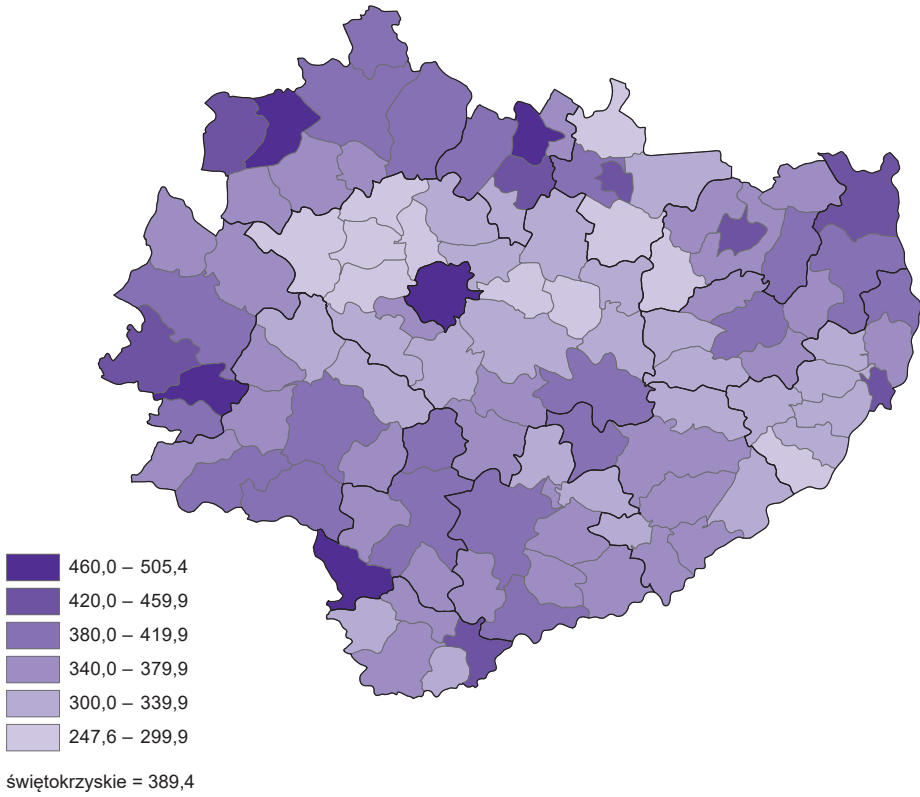 460,0 – 505,4
420,0 – 459,9
380,0 – 419,9
340,0 – 379,9
300,0 – 339,9
247,6 – 299,9
świętokrzyskie = 389,4